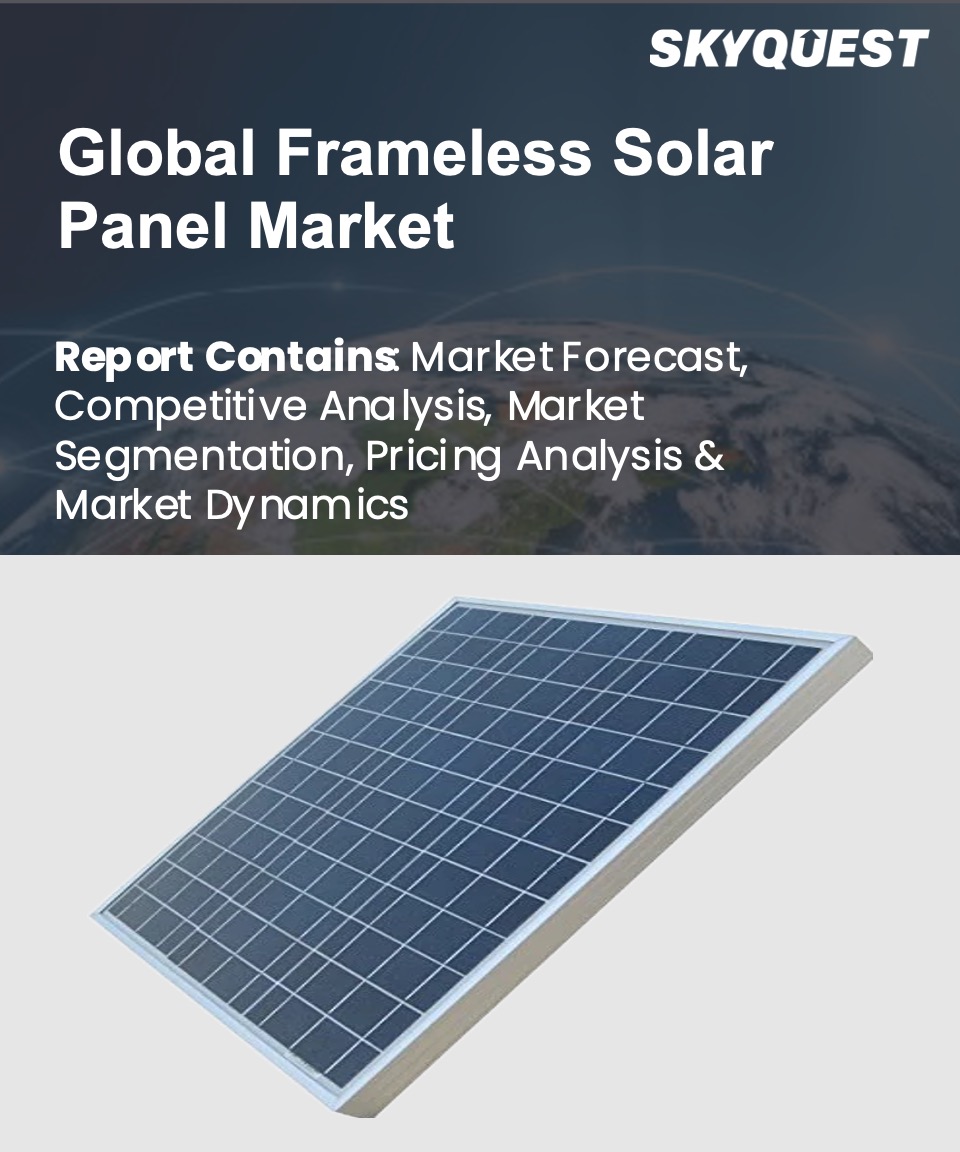 SKYQUEST
Global Frameless Solar
Panel Market
Report Contains: Market Forecast,
Competitive Analysis, Market
Segmentation, Pricing Analysis &
Market Dynamics